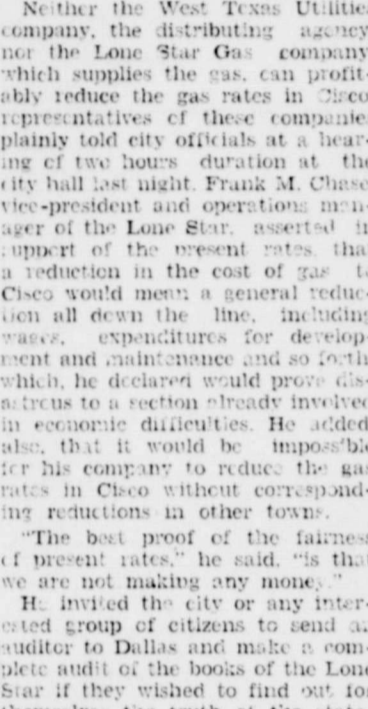 Neither the West Texas Utilitie
company, the distributing agency
nor the Lone Star Gas company
which supplies the gas, can profit-
ably reduce the gas rates in Cisco
representatives of these companie
plainly told city officials at a hear-
ing of two hours duration at the
city hall last night. Frank M. Chase
vice-president and operations man-
ager of the Lone Star, asserted in
support of the present rates, that
a reduction in the cost of gas t
Cisco would mean a general reduc-
tion all down the line, including
wages, expenditures for develop-
ment and maintenance and so forth
which, he declared would prove dis-
astrous to a section already involved
in economic difficulties. He added
also, that it would be impossible
for his company to reduce the gas
rates in Cisco without correspond-
ing reductions in other towns.
"The best proof of the fairness
of present rates," he said, "is that
we are not making any money."
He invited the city or any inter-
ested group of citizens to send a
auditor to Dallas and make a com-
plete audit of the books of the Lone
Star if they wished to find out for